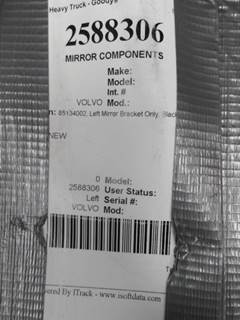 Heavy Truck - Goodys
2588306
MIRROR COMPONENTS
Make:
Model:
Int. #
VOLVO Mod.:
n: 85134002, Left Mirror Bracket Only, Black
NEW
0 Model:
2588306 User Status:
Left Serial #:
VOLVO Mod:
ered By ITrack - www.isoftdata.com